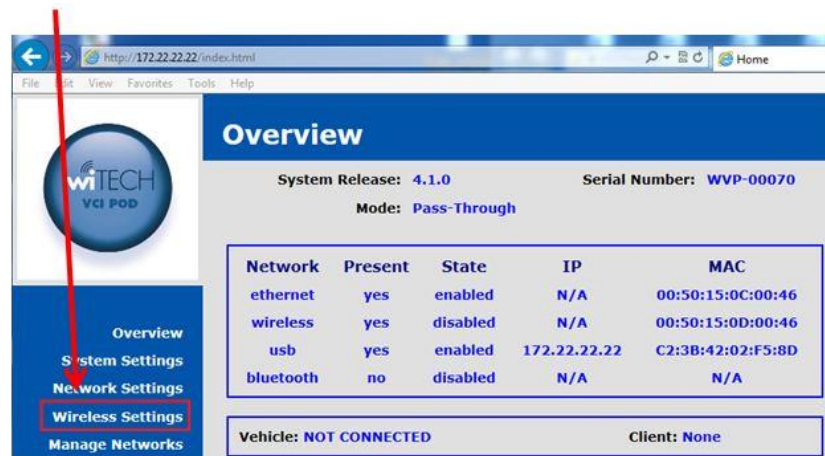 http://172.22.22.22/index.html
Home
File Edit View Favorites Tools Help
wiTECH
VCI POD
Overview
System Release: 4.1.0 Serial Number: WVP-00070
Mode: Pass-Through
Network Present State IP MAC
ethernet yes enabled N/A 00:50:15:0C:00:46
wireless yes disabled N/A 00:50:15:0D:00:46
usb yes enabled 172.22.22.22 C2:3B:42:02:F5:8D
bluetooth no disabled N/A N/A
Vehicle: NOT CONNECTED Client: None
Overview
System Settings
Network Settings
Wireless Settings
Manage Networks